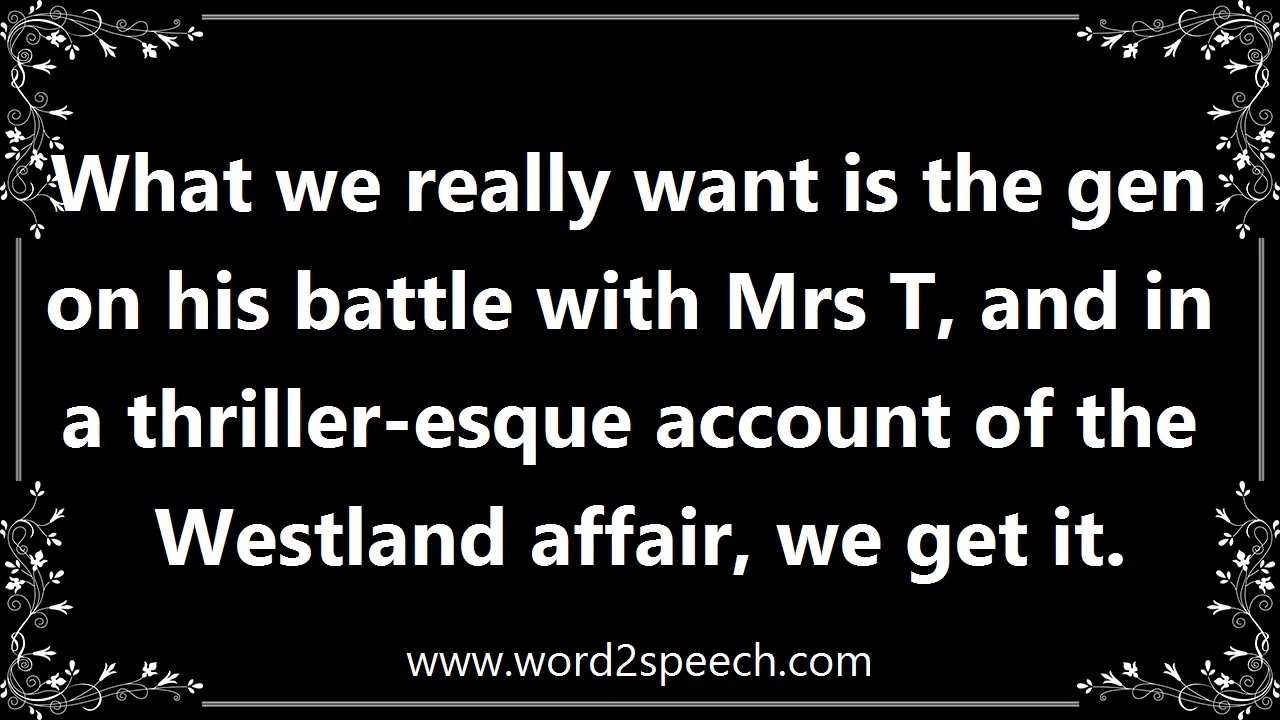 What we really want is the gen
on his battle with Mrs T, and in
a thriller-esque account of the
Westland affair, we get it.
www.word2speech.com